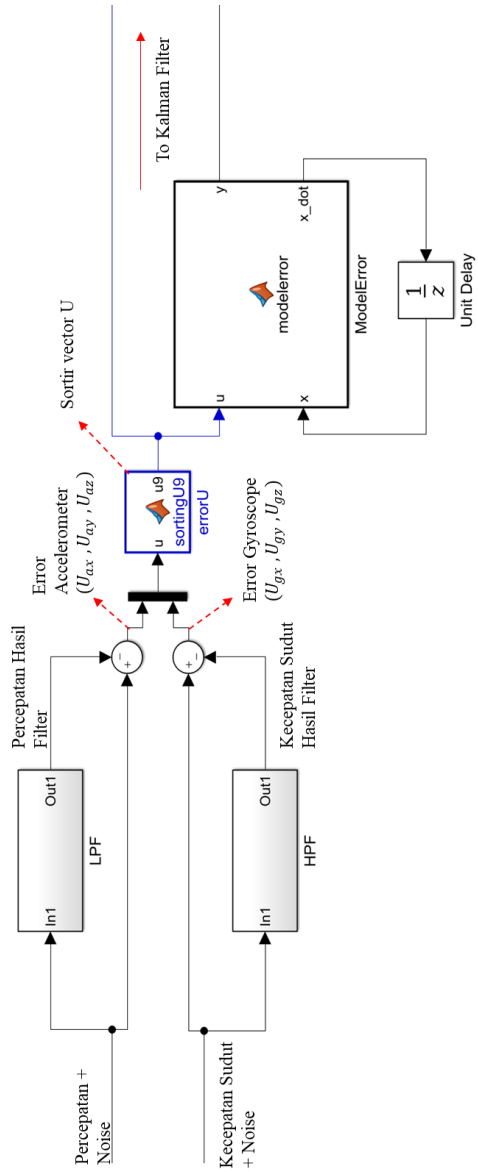 Percepatan +
Noise
Kecepatan Sudut
+ Noise
In1
Out1
LPF
In1
Out1
HPF
Percepatan Hasil
Filter
Kecepatan Sudut
Hasil Filter
+
−
+
−
Error
Accelerometer
(U_ax , U_ay , U_az)
Error Gyroscope
(U_gx , U_gy , U_gz)
u
u9
sortingU9
errorU
Sortir vector U
To Kalman Filter
u
y
x
x_dot
modelerror
ModelError
1
z
Unit Delay